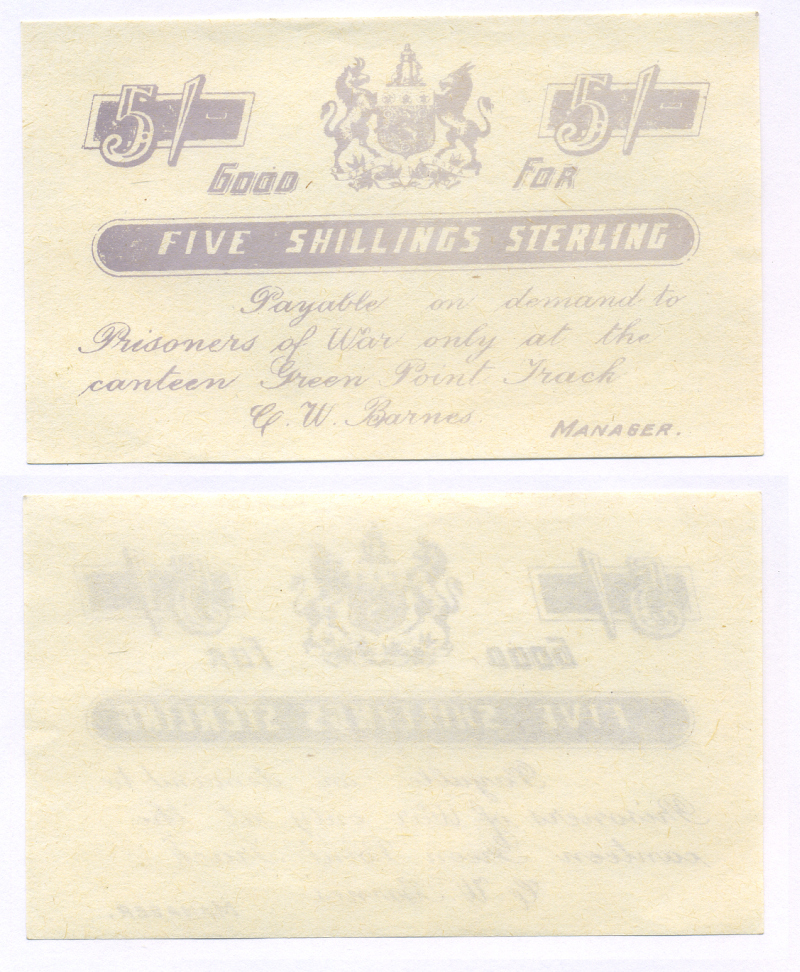 5/- 5/-
GOOD FOR
FIVE SHILLINGS STERLING
Payable on demand to
Prisoners of War only at the
canteen Green Point Track
C. W. Barnes.
MANAGER.